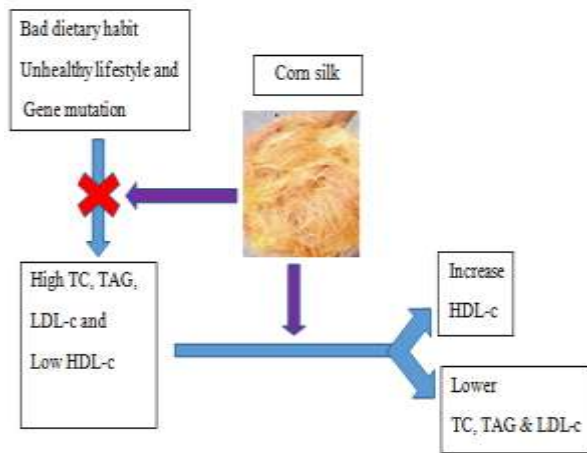 Bad dietary habit
Unhealthy lifestyle and
Gene mutation
Corn silk
High TC, TAG,
LDL-c and
Low HDL-c
Increase
HDL-c
Lower
TC, TAG & LDL-c